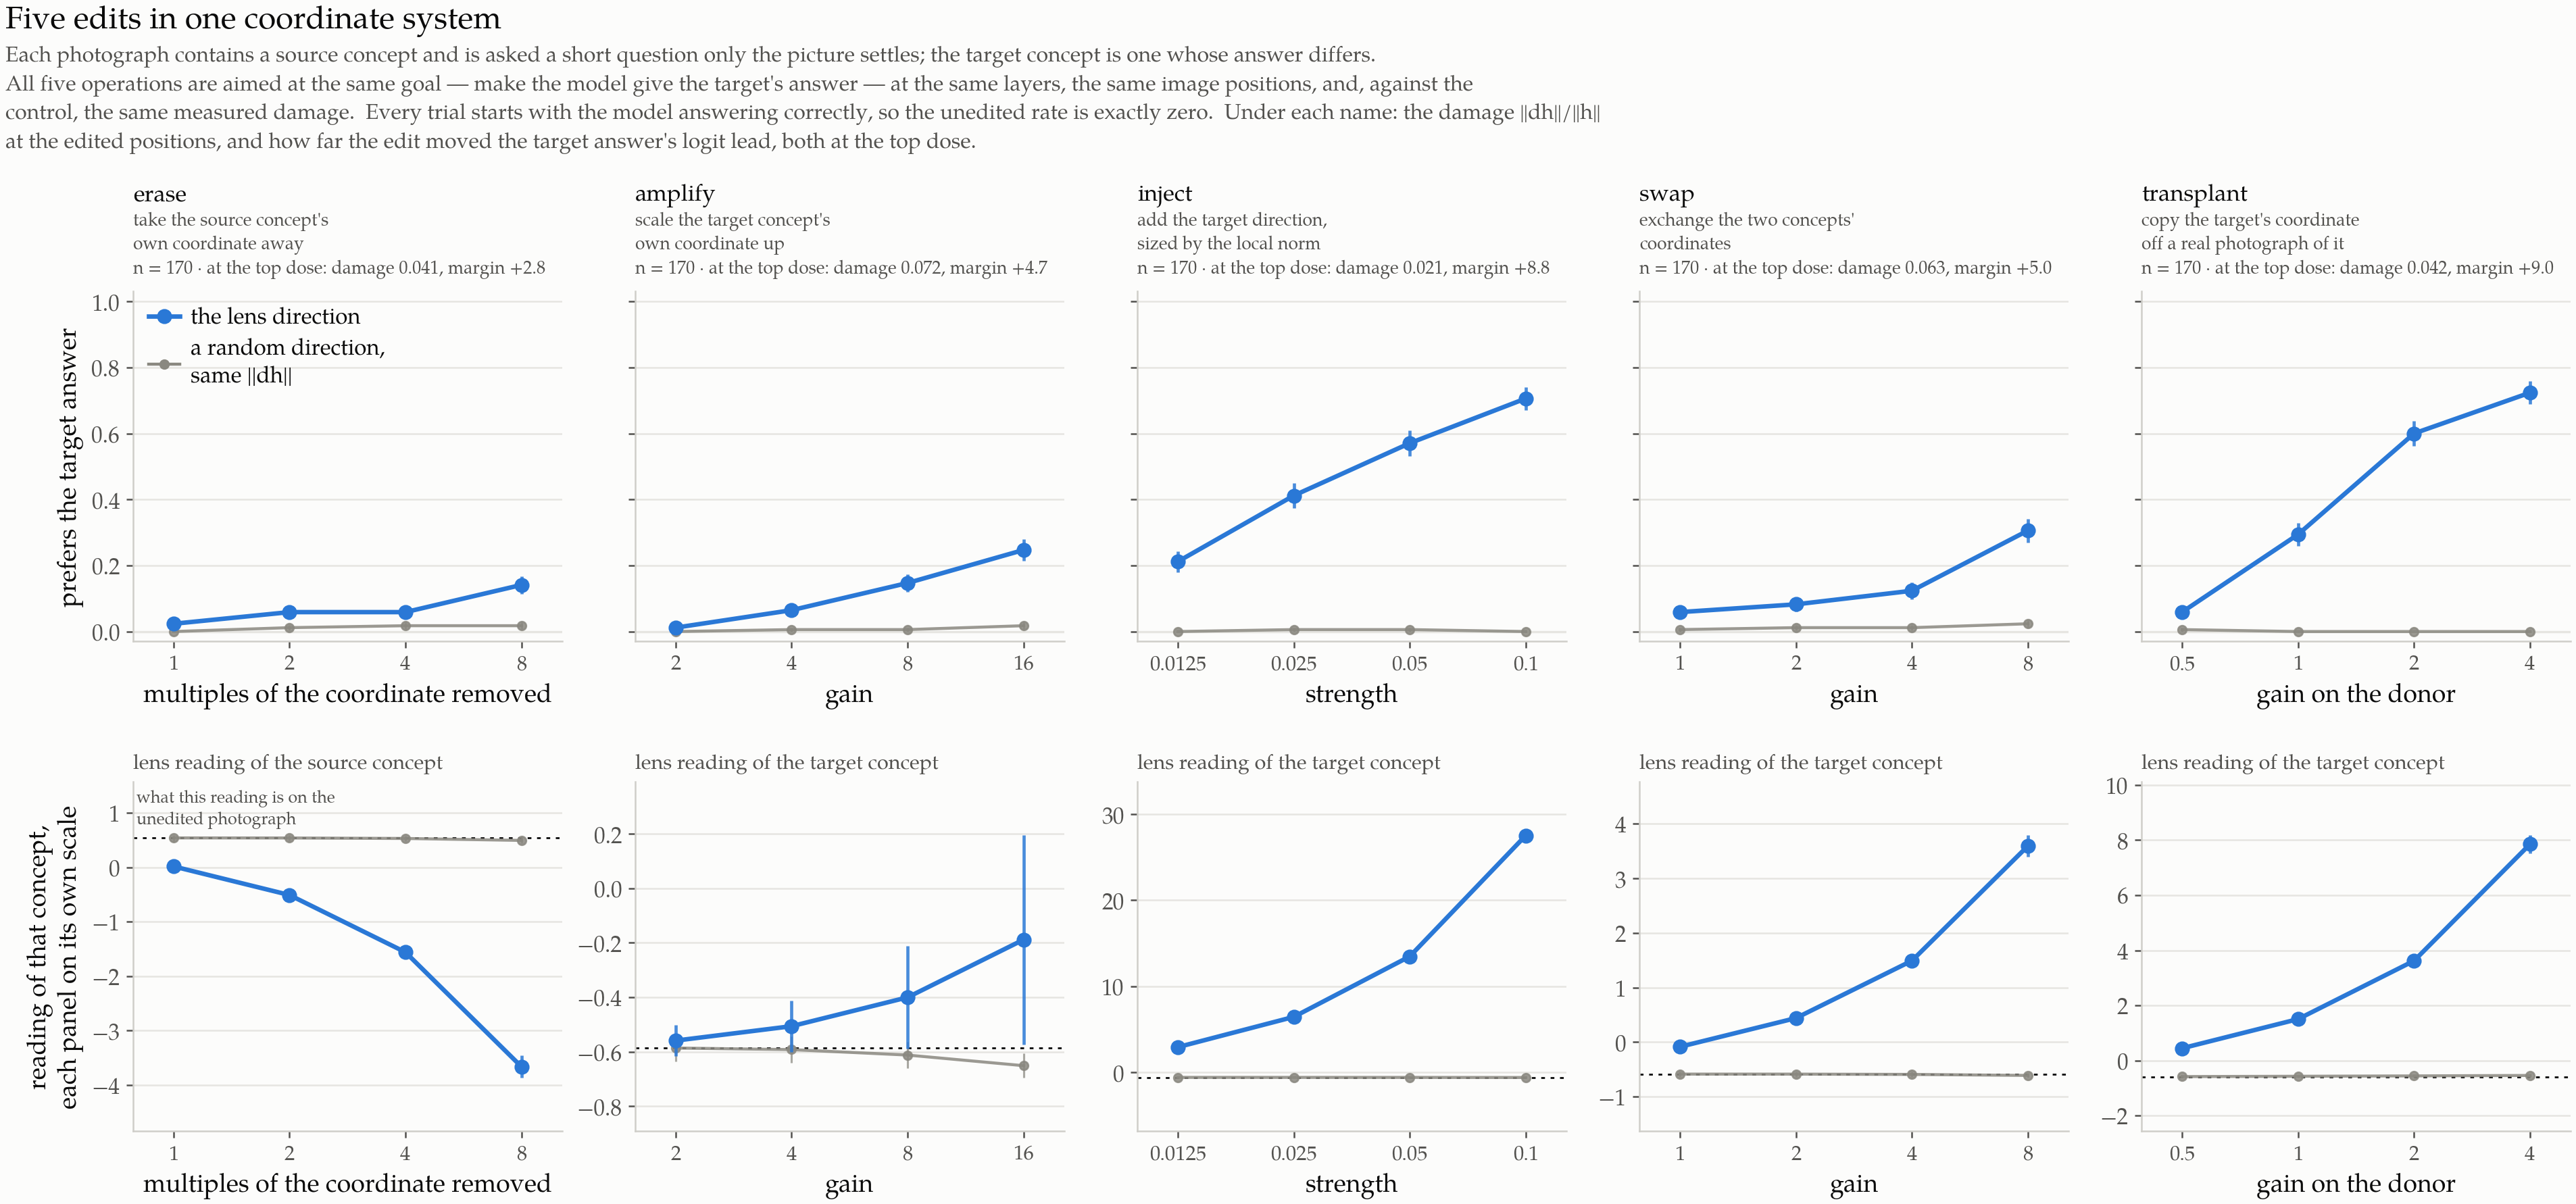 Five edits in one coordinate system
Each photograph contains a source concept and is asked a short question only the picture settles; the target concept is one whose answer differs.
All five operations are aimed at the same goal — make the model give the target's answer — at the same layers, the same image positions, and, against the
control, the same measured damage.  Every trial starts with the model answering correctly, so the unedited rate is exactly zero.  Under each name: the damage ||dh||/||h||
at the edited positions, and how far the edit moved the target answer's logit lead, both at the top dose.
erase
take the source concept's
own coordinate away
n = 170 · at the top dose: damage 0.041, margin +2.8
amplify
scale the target concept's
own coordinate up
n = 170 · at the top dose: damage 0.072, margin +4.7
inject
add the target direction,
sized by the local norm
n = 170 · at the top dose: damage 0.021, margin +8.8
swap
exchange the two concepts'
coordinates
n = 170 · at the top dose: damage 0.063, margin +5.0
transplant
copy the target's coordinate
off a real photograph of it
n = 170 · at the top dose: damage 0.042, margin +9.0
prefers the target answer
1.0
0.8
0.6
0.4
0.2
0.0
the lens direction
a random direction,
same ||dh||
1 2 4 8
multiples of the coordinate removed
2 4 8 16
gain
0.0125 0.025 0.05 0.1
strength
1 2 4 8
gain
0.5 1 2 4
gain on the donor
reading of that concept,
each panel on its own scale
lens reading of the source concept
what this reading is on the
unedited photograph
1
0
−1
−2
−3
−4
1 2 4 8
multiples of the coordinate removed
lens reading of the target concept
0.2
0.0
−0.2
−0.4
−0.6
−0.8
2 4 8 16
gain
lens reading of the target concept
30
20
10
0
0.0125 0.025 0.05 0.1
strength
lens reading of the target concept
4
3
2
1
0
−1
1 2 4 8
gain
lens reading of the target concept
10
8
6
4
2
0
−2
0.5 1 2 4
gain on the donor